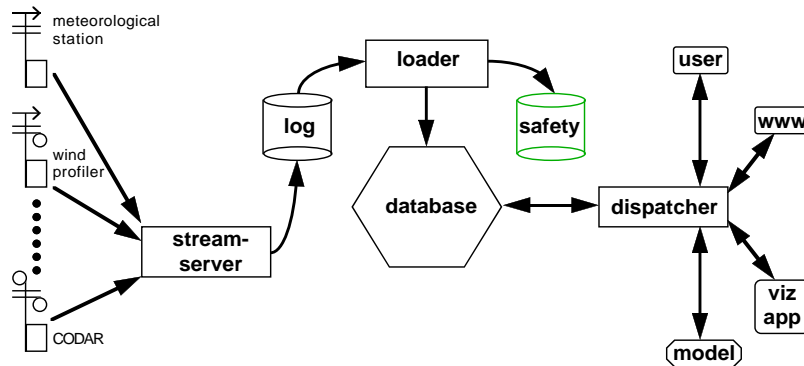 meteorological
station
wind
profiler
CODAR
stream-
server
log
loader
safety
database
dispatcher
user
www
viz
app
model